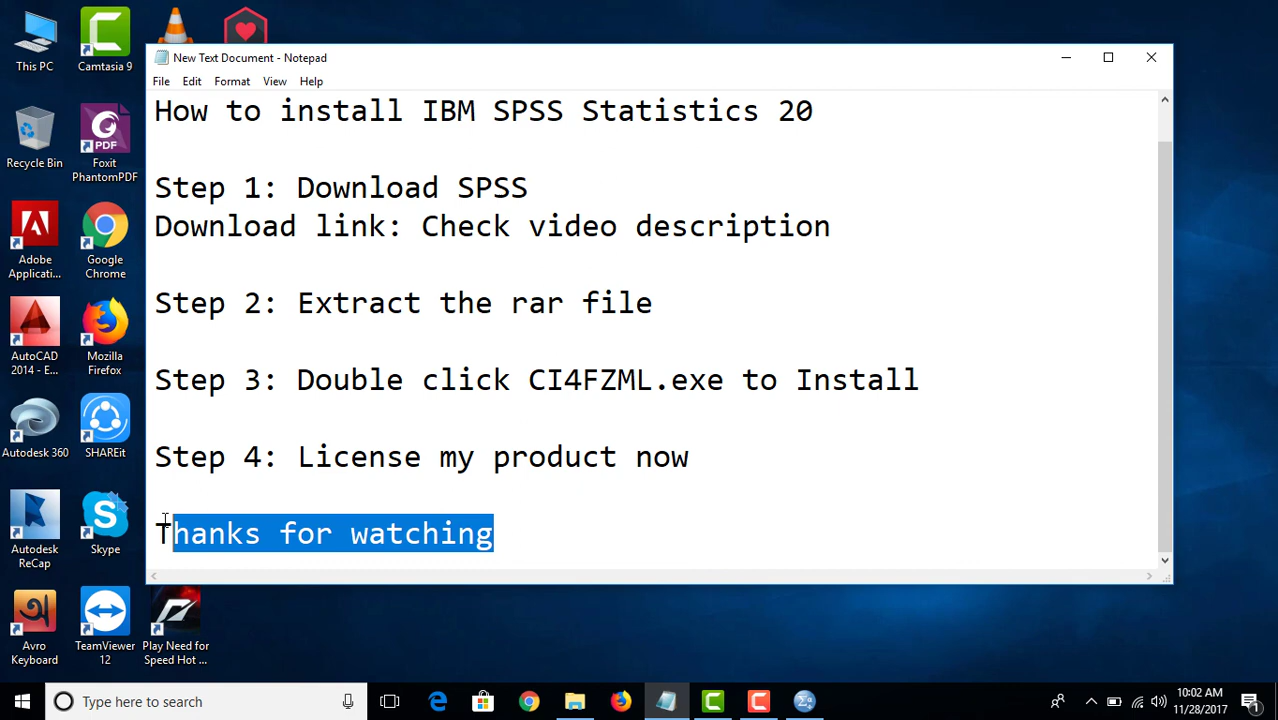 This PC
Camtasia 9
Recycle Bin
Foxit
PhantomPDF
PDF
Adobe
Applicati...
Google
Chrome
AutoCAD
2014 - E...
Mozilla
Firefox
Autodesk 360
SHAREit
Autodesk
ReCap
Skype
Avro
Keyboard
TeamViewer
12
Play Need for
Speed Hot ...
New Text Document - Notepad
File Edit Format View Help
How to install IBM SPSS Statistics 20
Step 1: Download SPSS
Download link: Check video description
Step 2: Extract the rar file
Step 3: Double click CI4FZML.exe to Install
Step 4: License my product now
Thanks for watching
Type here to search
10:02 AM
11/28/2017
1